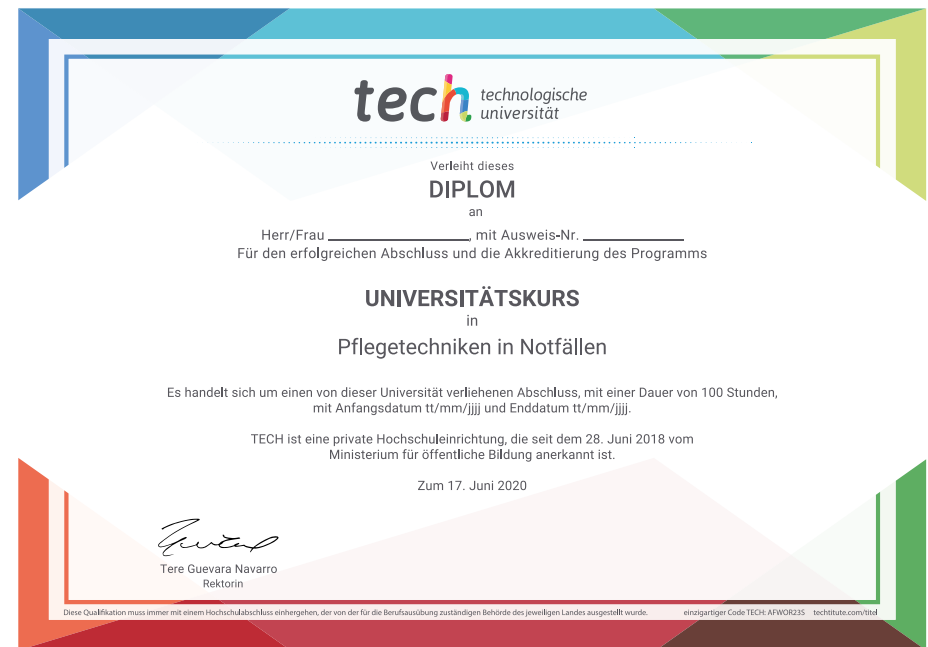 tech technologische
universität
Verleiht dieses
DIPLOM
an
Herr/Frau ____________, mit Ausweis-Nr. ____________
Für den erfolgreichen Abschluss und die Akkreditierung des Programms
UNIVERSITÄTSKURS
in
Pflegetechniken in Notfällen
Es handelt sich um einen von dieser Universität verliehenen Abschluss, mit einer Dauer von 100 Stunden,
mit Anfangsdatum tt/mm/jjjj und Enddatum tt/mm/jjjj.
TECH ist eine private Hochschuleinrichtung, die seit dem 28. Juni 2018 vom
Ministerium für öffentliche Bildung anerkannt ist.
Zum 17. Juni 2020
Tere Guevara Navarro
Rektorin
Diese Qualifikation muss immer mit einem Hochschulabschluss einhergehen, der von der für die Berufsausübung zuständigen Behörde des jeweiligen Landes ausgestellt wurde. einzigartiger Code TECH: AFWOR23S techtitute.com/titel